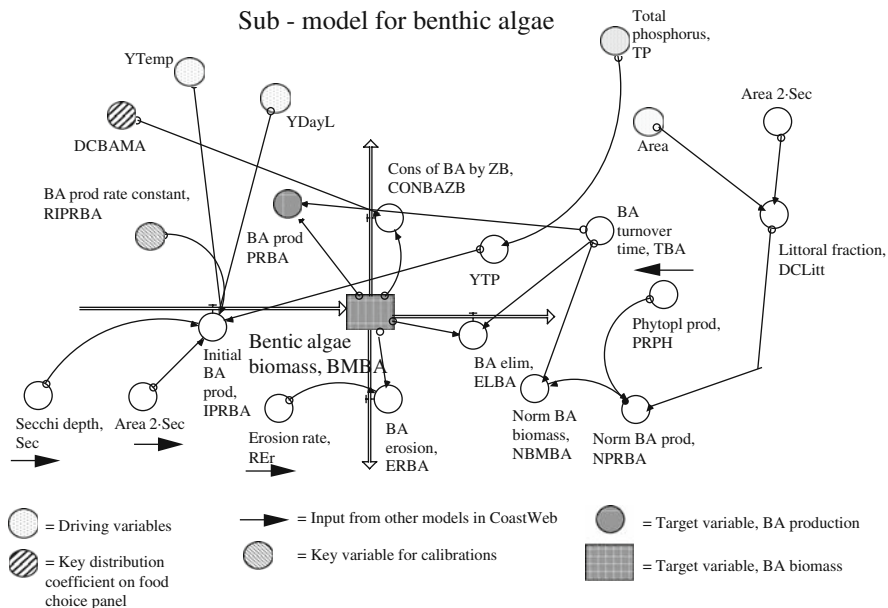 Sub - model for benthic algae
Total
phosphorus,
TP
YTemp
YDayL
DCBAMA
Area
Area 2·Sec
Cons of BA by ZB,
CONBAZB
BA prod rate constant,
RIPRBA
BA prod
PRBA
YTP
BA
turnover
time, TBA
Littoral fraction,
DCLitt
Phytopl prod,
PRPH
Initial
BA
prod,
IPRBA
Bentic algae
biomass, BMBA
BA elim,
ELBA
Secchi depth,
Sec
Area 2·Sec
Erosion rate,
REr
BA
erosion,
ERBA
Norm BA
biomass,
NBMBA
Norm BA prod,
NPRBA
= Driving variables
= Input from other models in CoastWeb
= Target variable, BA production
= Key distribution
coefficient on food
choice panel
= Key variable for calibrations
= Target variable, BA biomass